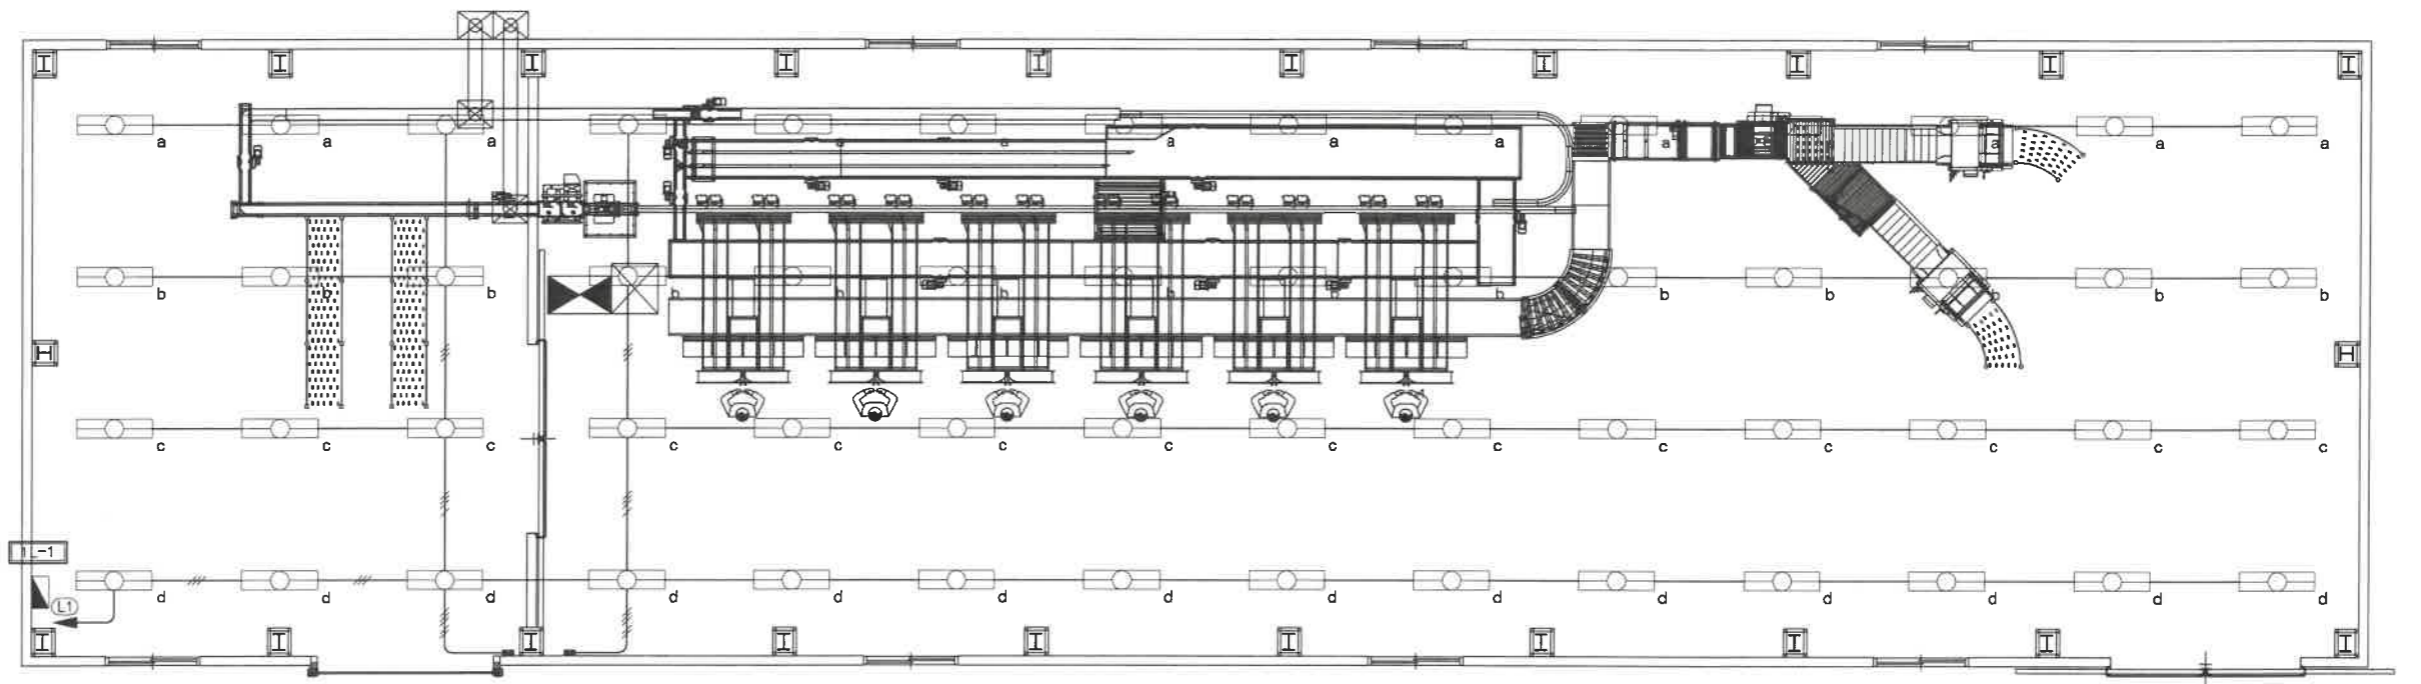 a a a a a a a a a a a a
b b b b b b b b b b b b b
c c c c c c c c c c c c c c
d d d d d d d d d d d d d d
L1